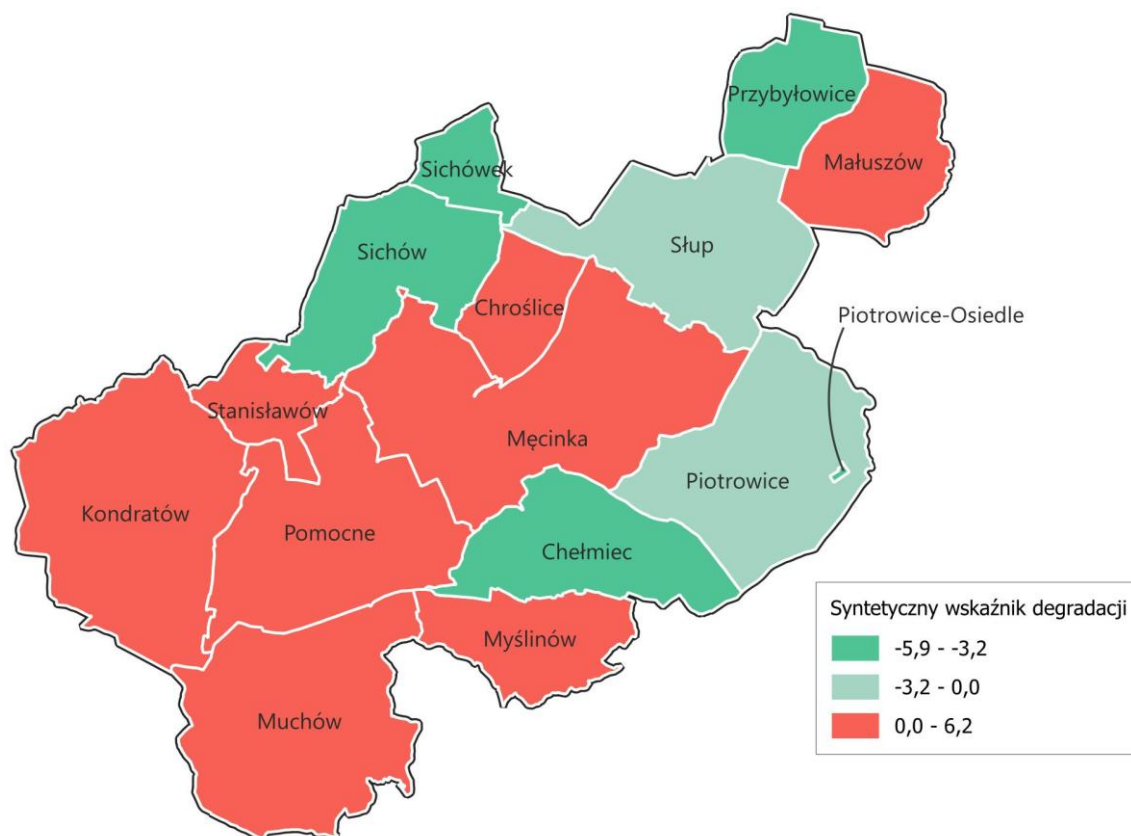 Przybyłowice
Małuszów
Sichówek
Słup
Sichów
Chroślice
Piotrowice-Osiedle
Stanisławów
Męcinka
Piotrowice
Kondratów
Pomocne
Chełmiec
Myślinów
Muchów
Syntetyczny wskaźnik degradacji
-5,9 - -3,2
-3,2 - 0,0
0,0 - 6,2